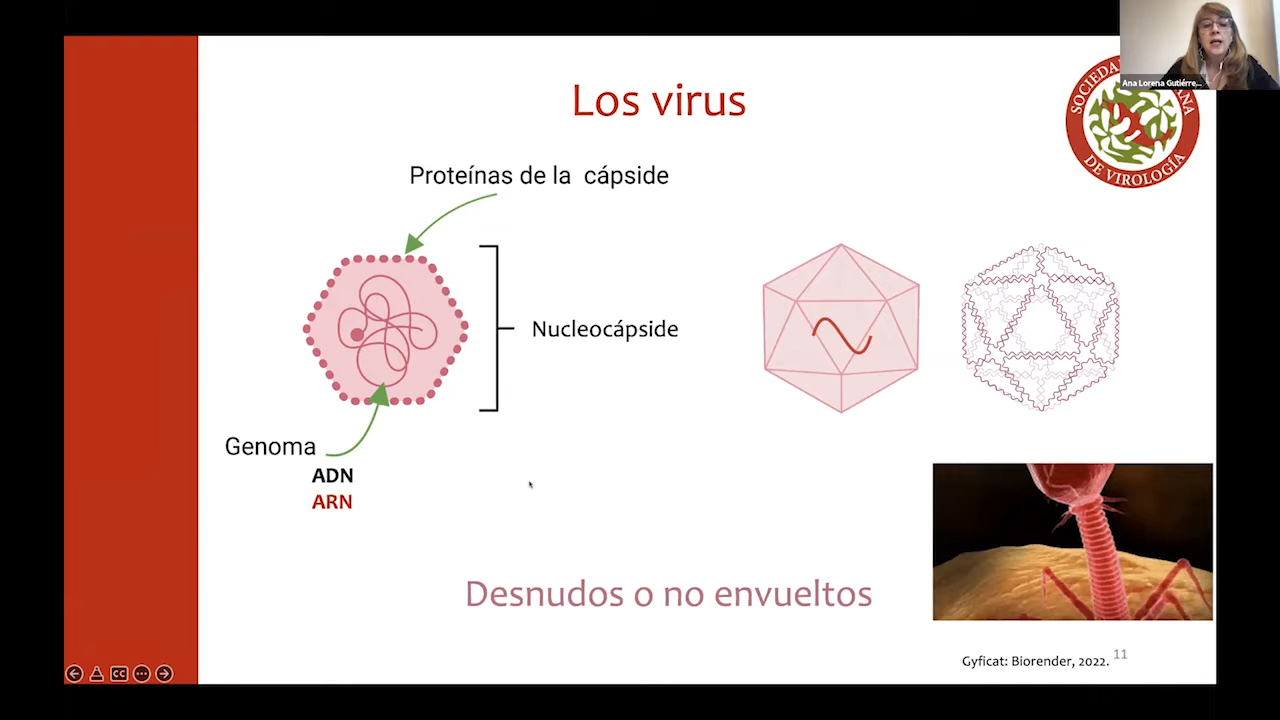 Ana Lorena Gutiérre...
Los virus
DE VIROLOGÍA
Proteínas de la cápside
Nucleocápside
Genoma
ADN
ARN
Desnudos o no envueltos
Gyficat: Biorender, 2022.
11
CC